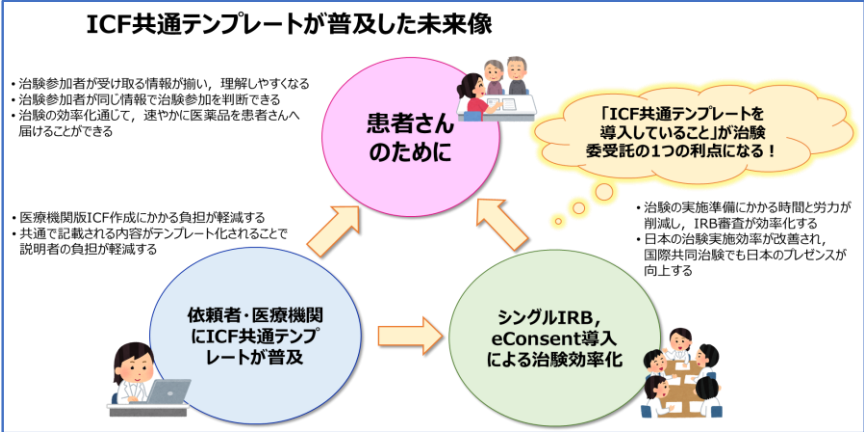 ICF共通テンプレートが普及した未来像
• 治験参加者が受け取る情報が揃い，理解しやすくなる
• 治験参加者が同じ情報で治験参加を判断できる
• 治験の効率化通じて，速やかに医薬品を患者さんへ
届けることができる
患者さん
のために
「ICF共通テンプレートを
導入していること」が治験
委受託の1つの利点になる！
• 医療機関版ICF作成にかかる負担が軽減する
• 共通で記載される内容がテンプレート化されることで
説明者の負担が軽減する
• 治験の実施準備にかかる時間と労力が
削減し，IRB審査が効率化する
• 日本の治験実施効率が改善され，
国際共同治験でも日本のプレゼンスが
向上する
依頼者・医療機関
にICF共通テンプ
レートが普及
シングルIRB，
eConsent導入
による治験効率化